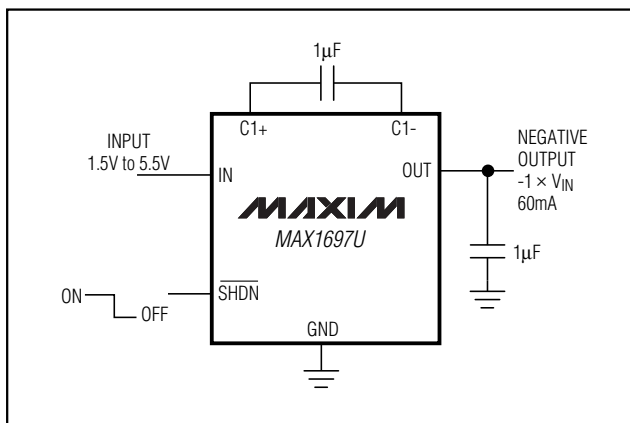 1µF
C1+ C1-
INPUT
1.5V to 5.5V
IN
OUT
NEGATIVE
OUTPUT
-1 × VIN
60mA
MAXIM
MAX1697U
1µF
ON
OFF
SHDN
GND